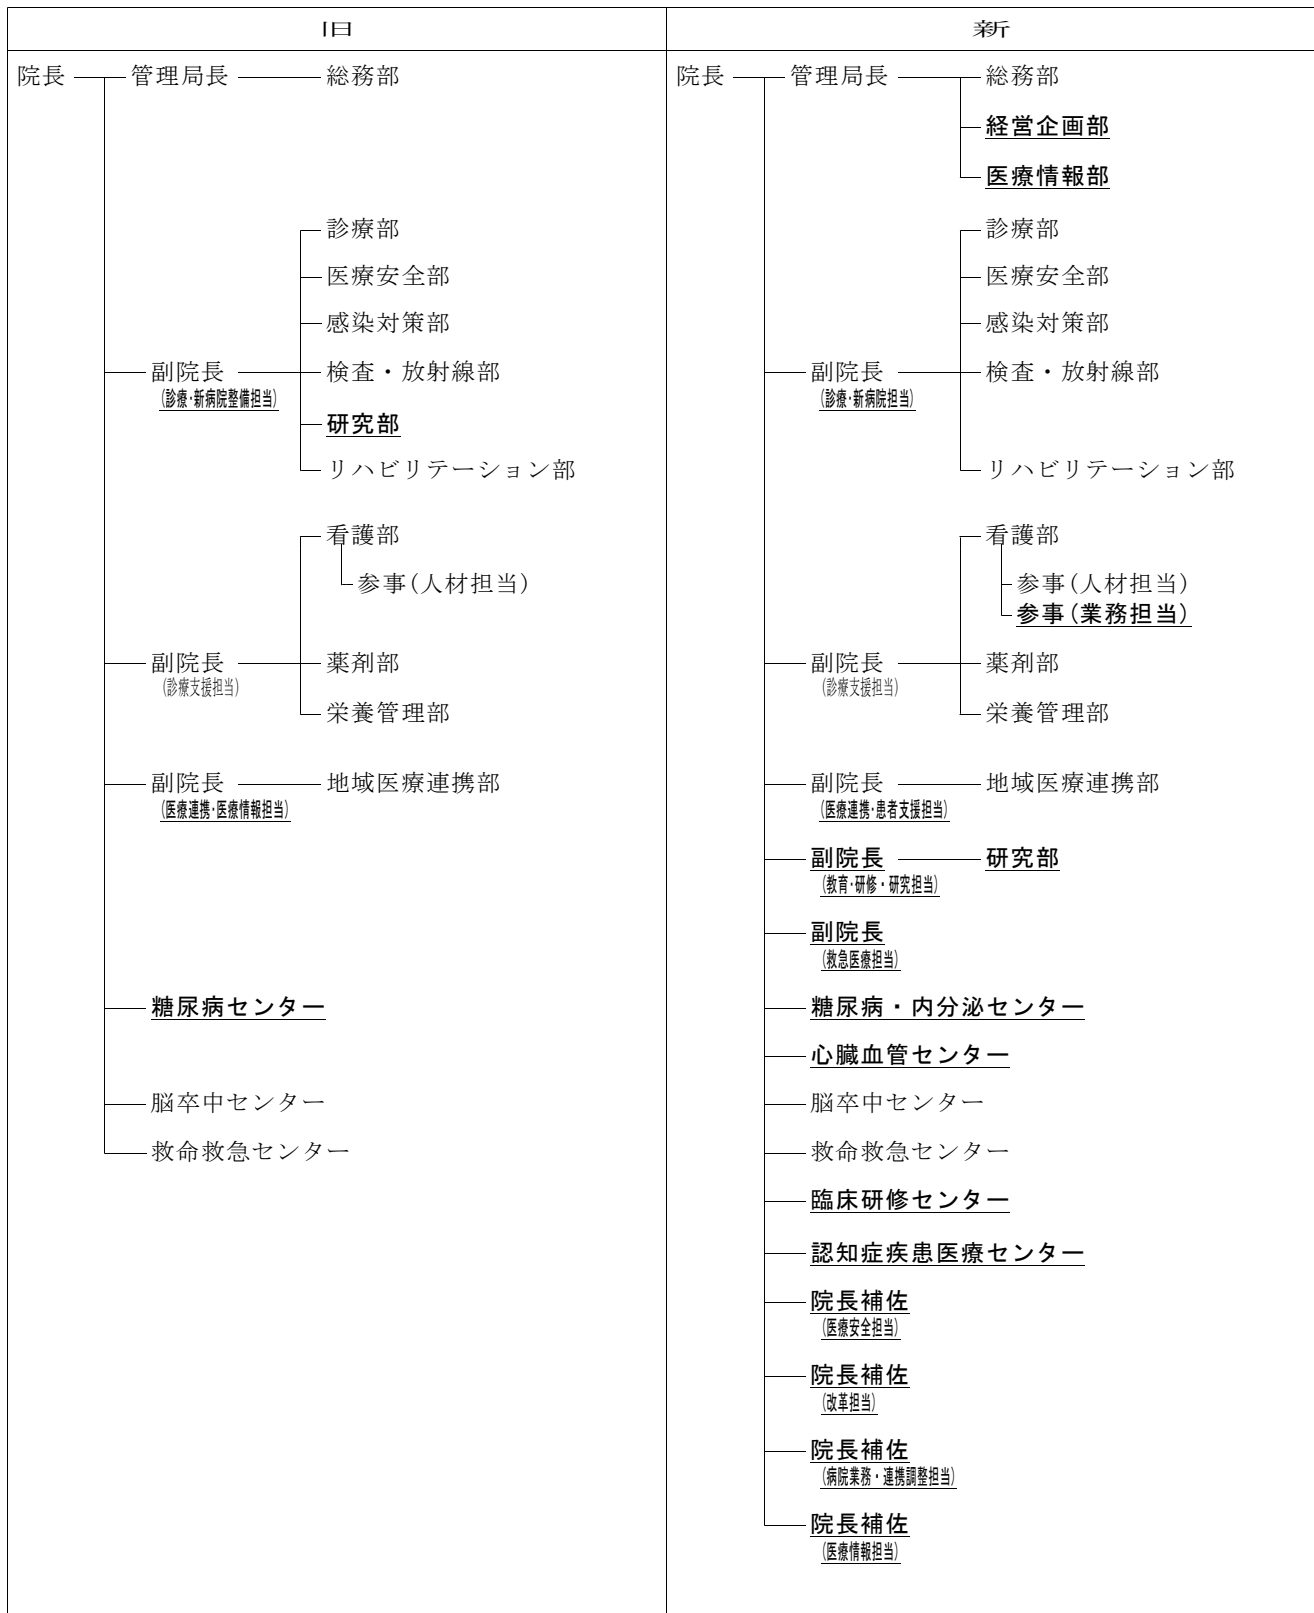 旧
院長 管理局長 総務部
診療部
医療安全部
感染対策部
副院長 検査・放射線部
(診療・新病院整備担当)
研究部
リハビリテーション部
看護部
参事(人材担当)
副院長 薬剤部
(診療支援担当)
栄養管理部
副院長 地域医療連携部
(医療連携・医療情報担当)
糖尿病センター
脳卒中センター
救命救急センター
新
院長 管理局長 総務部
経営企画部
医療情報部
診療部
医療安全部
感染対策部
副院長 検査・放射線部
(診療・新病院担当)
リハビリテーション部
看護部
参事(人材担当)
参事(業務担当)
副院長 薬剤部
(診療支援担当)
栄養管理部
副院長 地域医療連携部
(医療連携・患者支援担当)
副院長 研究部
(教育・研修・研究担当)
副院長
(救急医療担当)
糖尿病・内分泌センター
心臓血管センター
脳卒中センター
救命救急センター
臨床研修センター
認知症疾患医療センター
院長補佐
(医療安全担当)
院長補佐
(改革担当)
院長補佐
(病院業務・連携調整担当)
院長補佐
(医療情報担当)